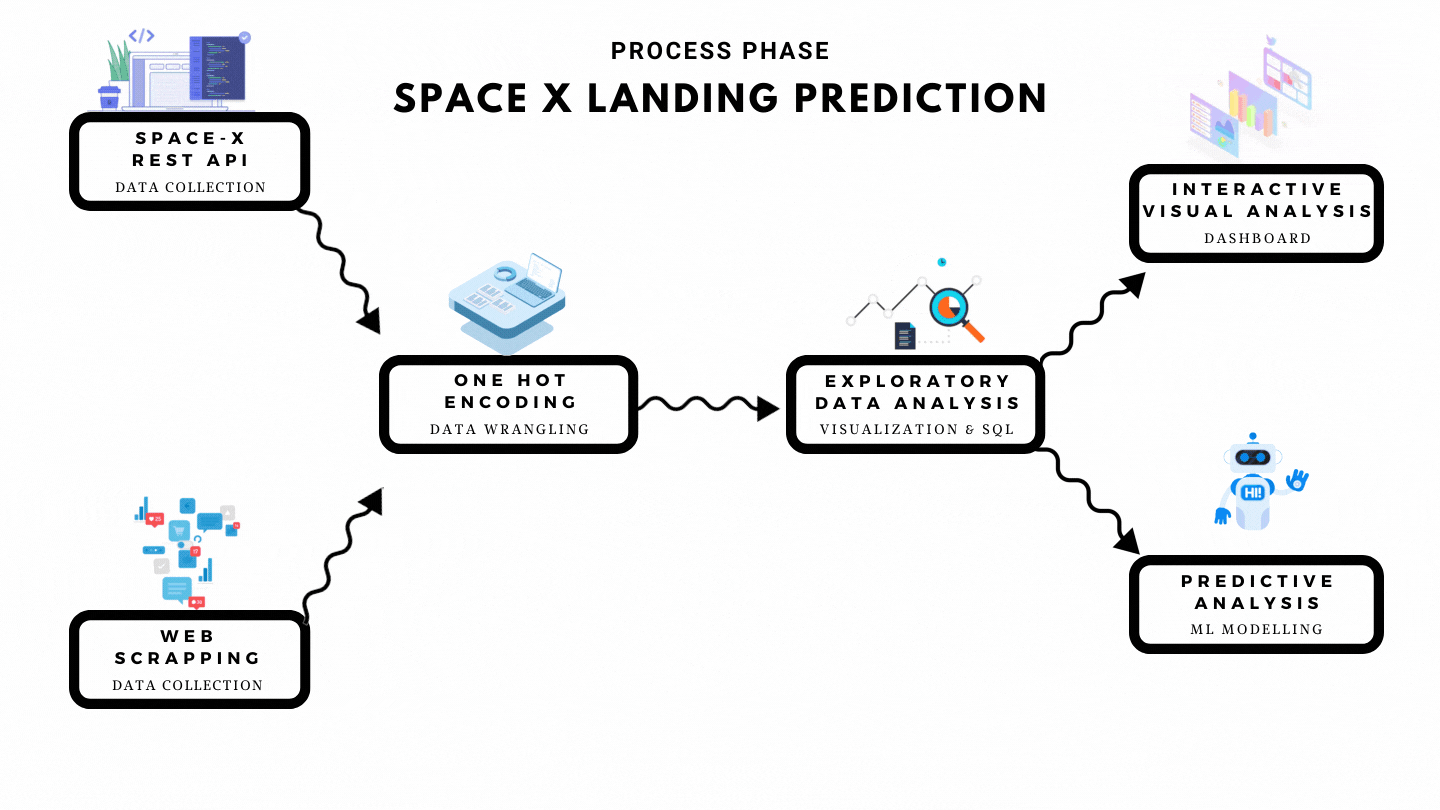 PROCESS PHASE
SPACE X LANDING PREDICTION
</>
SPACE-X
REST API
DATA COLLECTION
INTERACTIVE
VISUAL ANALYSIS
DASHBOARD
ONE HOT
ENCODING
DATA WRANGLING
EXPLORATORY
DATA ANALYSIS
VISUALIZATION & SQL
HI!
WEB
SCRAPPING
DATA COLLECTION
PREDICTIVE
ANALYSIS
ML MODELLING